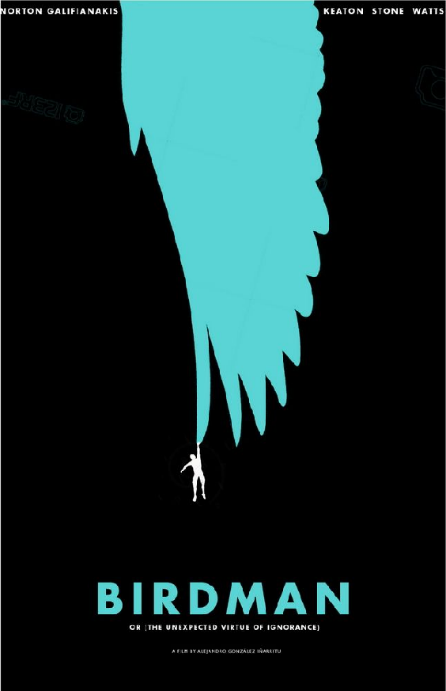 NORTON GALIFIANAKIS KEATON STONE WATTS
BIRDMAN
OR (THE UNEXPECTED VIRTUE OF IGNORANCE)
A FILM BY ALEJANDRO GONZÁLEZ IÑÁRRITU